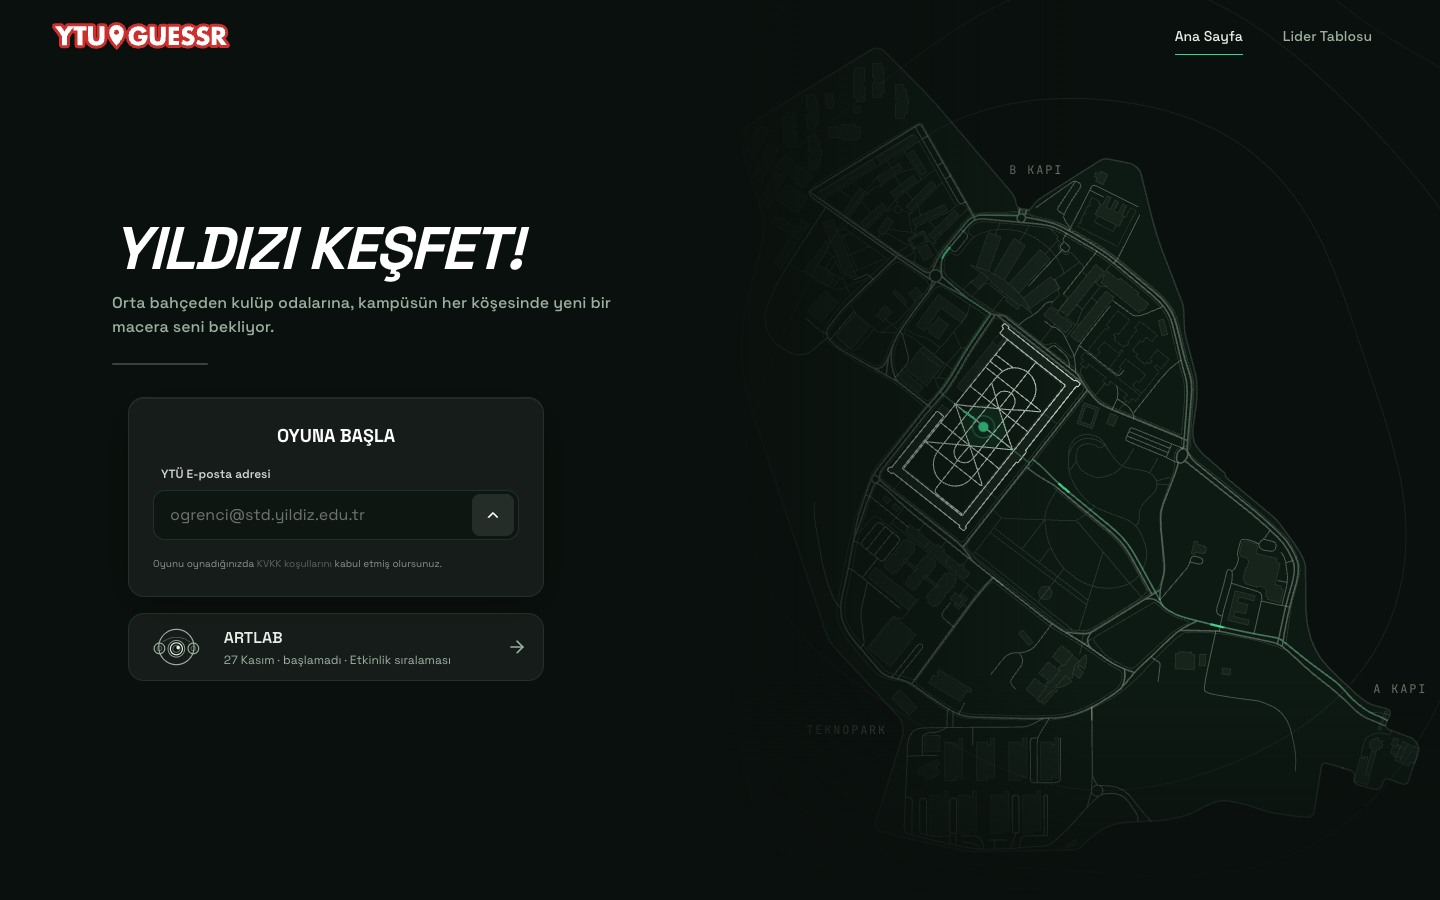 YTU GUESSR
Ana Sayfa
Lider Tablosu
B KAPI
YILDIZI KEŞFET!
Orta bahçeden kulüp odalarına, kampüsün her köşesinde yeni bir
macera seni bekliyor.
OYUNA BAŞLA
YTÜ E-posta adresi
ogrenci@std.yildiz.edu.tr
Oyunu oynadığınızda KVKK koşullarını kabul etmiş olursunuz.
ARTLAB
27 Kasım · başlamadı · Etkinlik sıralaması
A KAPI
TEKNOPARK